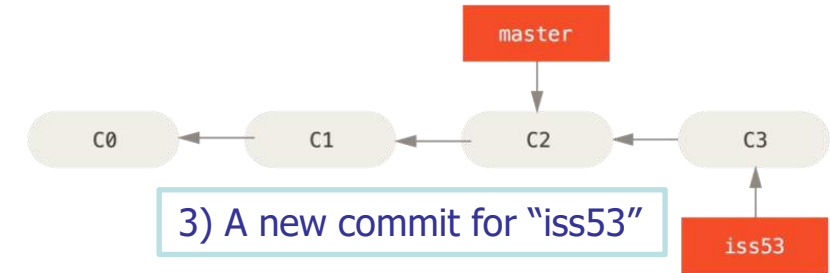 master
C0 C1 C2 C3
3) A new commit for “iss53”
iss53